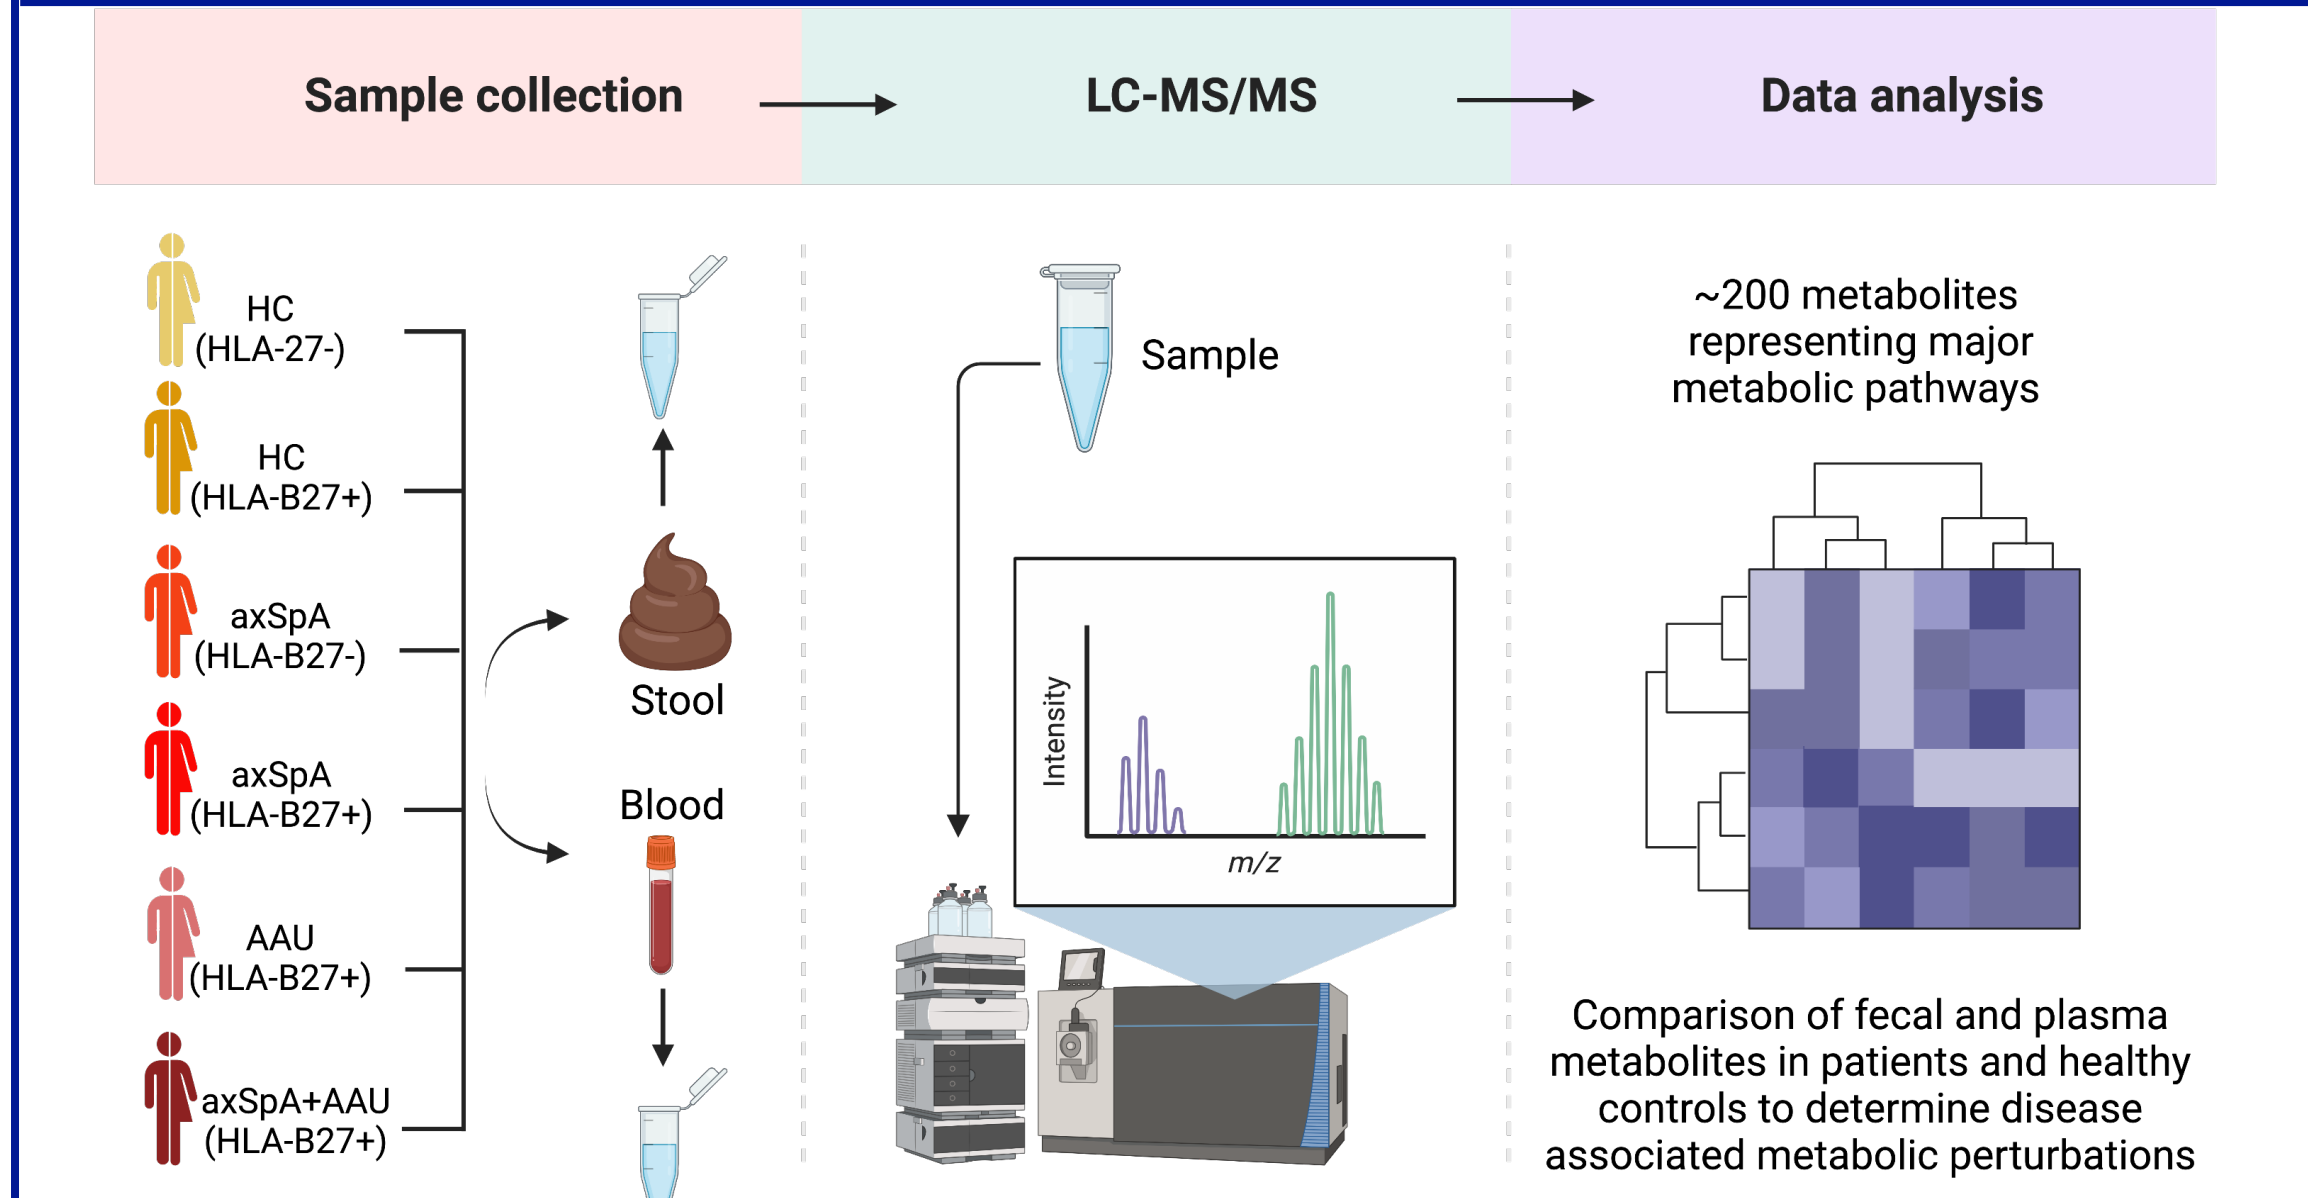 Sample collection
LC-MS/MS
Data analysis
HC
(HLA-27-)
HC
(HLA-B27+)
axSpA
(HLA-B27-)
axSpA
(HLA-B27+)
AAU
(HLA-B27+)
axSpA+AAU
(HLA-B27+)
Stool
Blood
Sample
Intensity
m/z
~200 metabolites
representing major
metabolic pathways
Comparison of fecal and plasma
metabolites in patients and healthy
controls to determine disease
associated metabolic perturbations